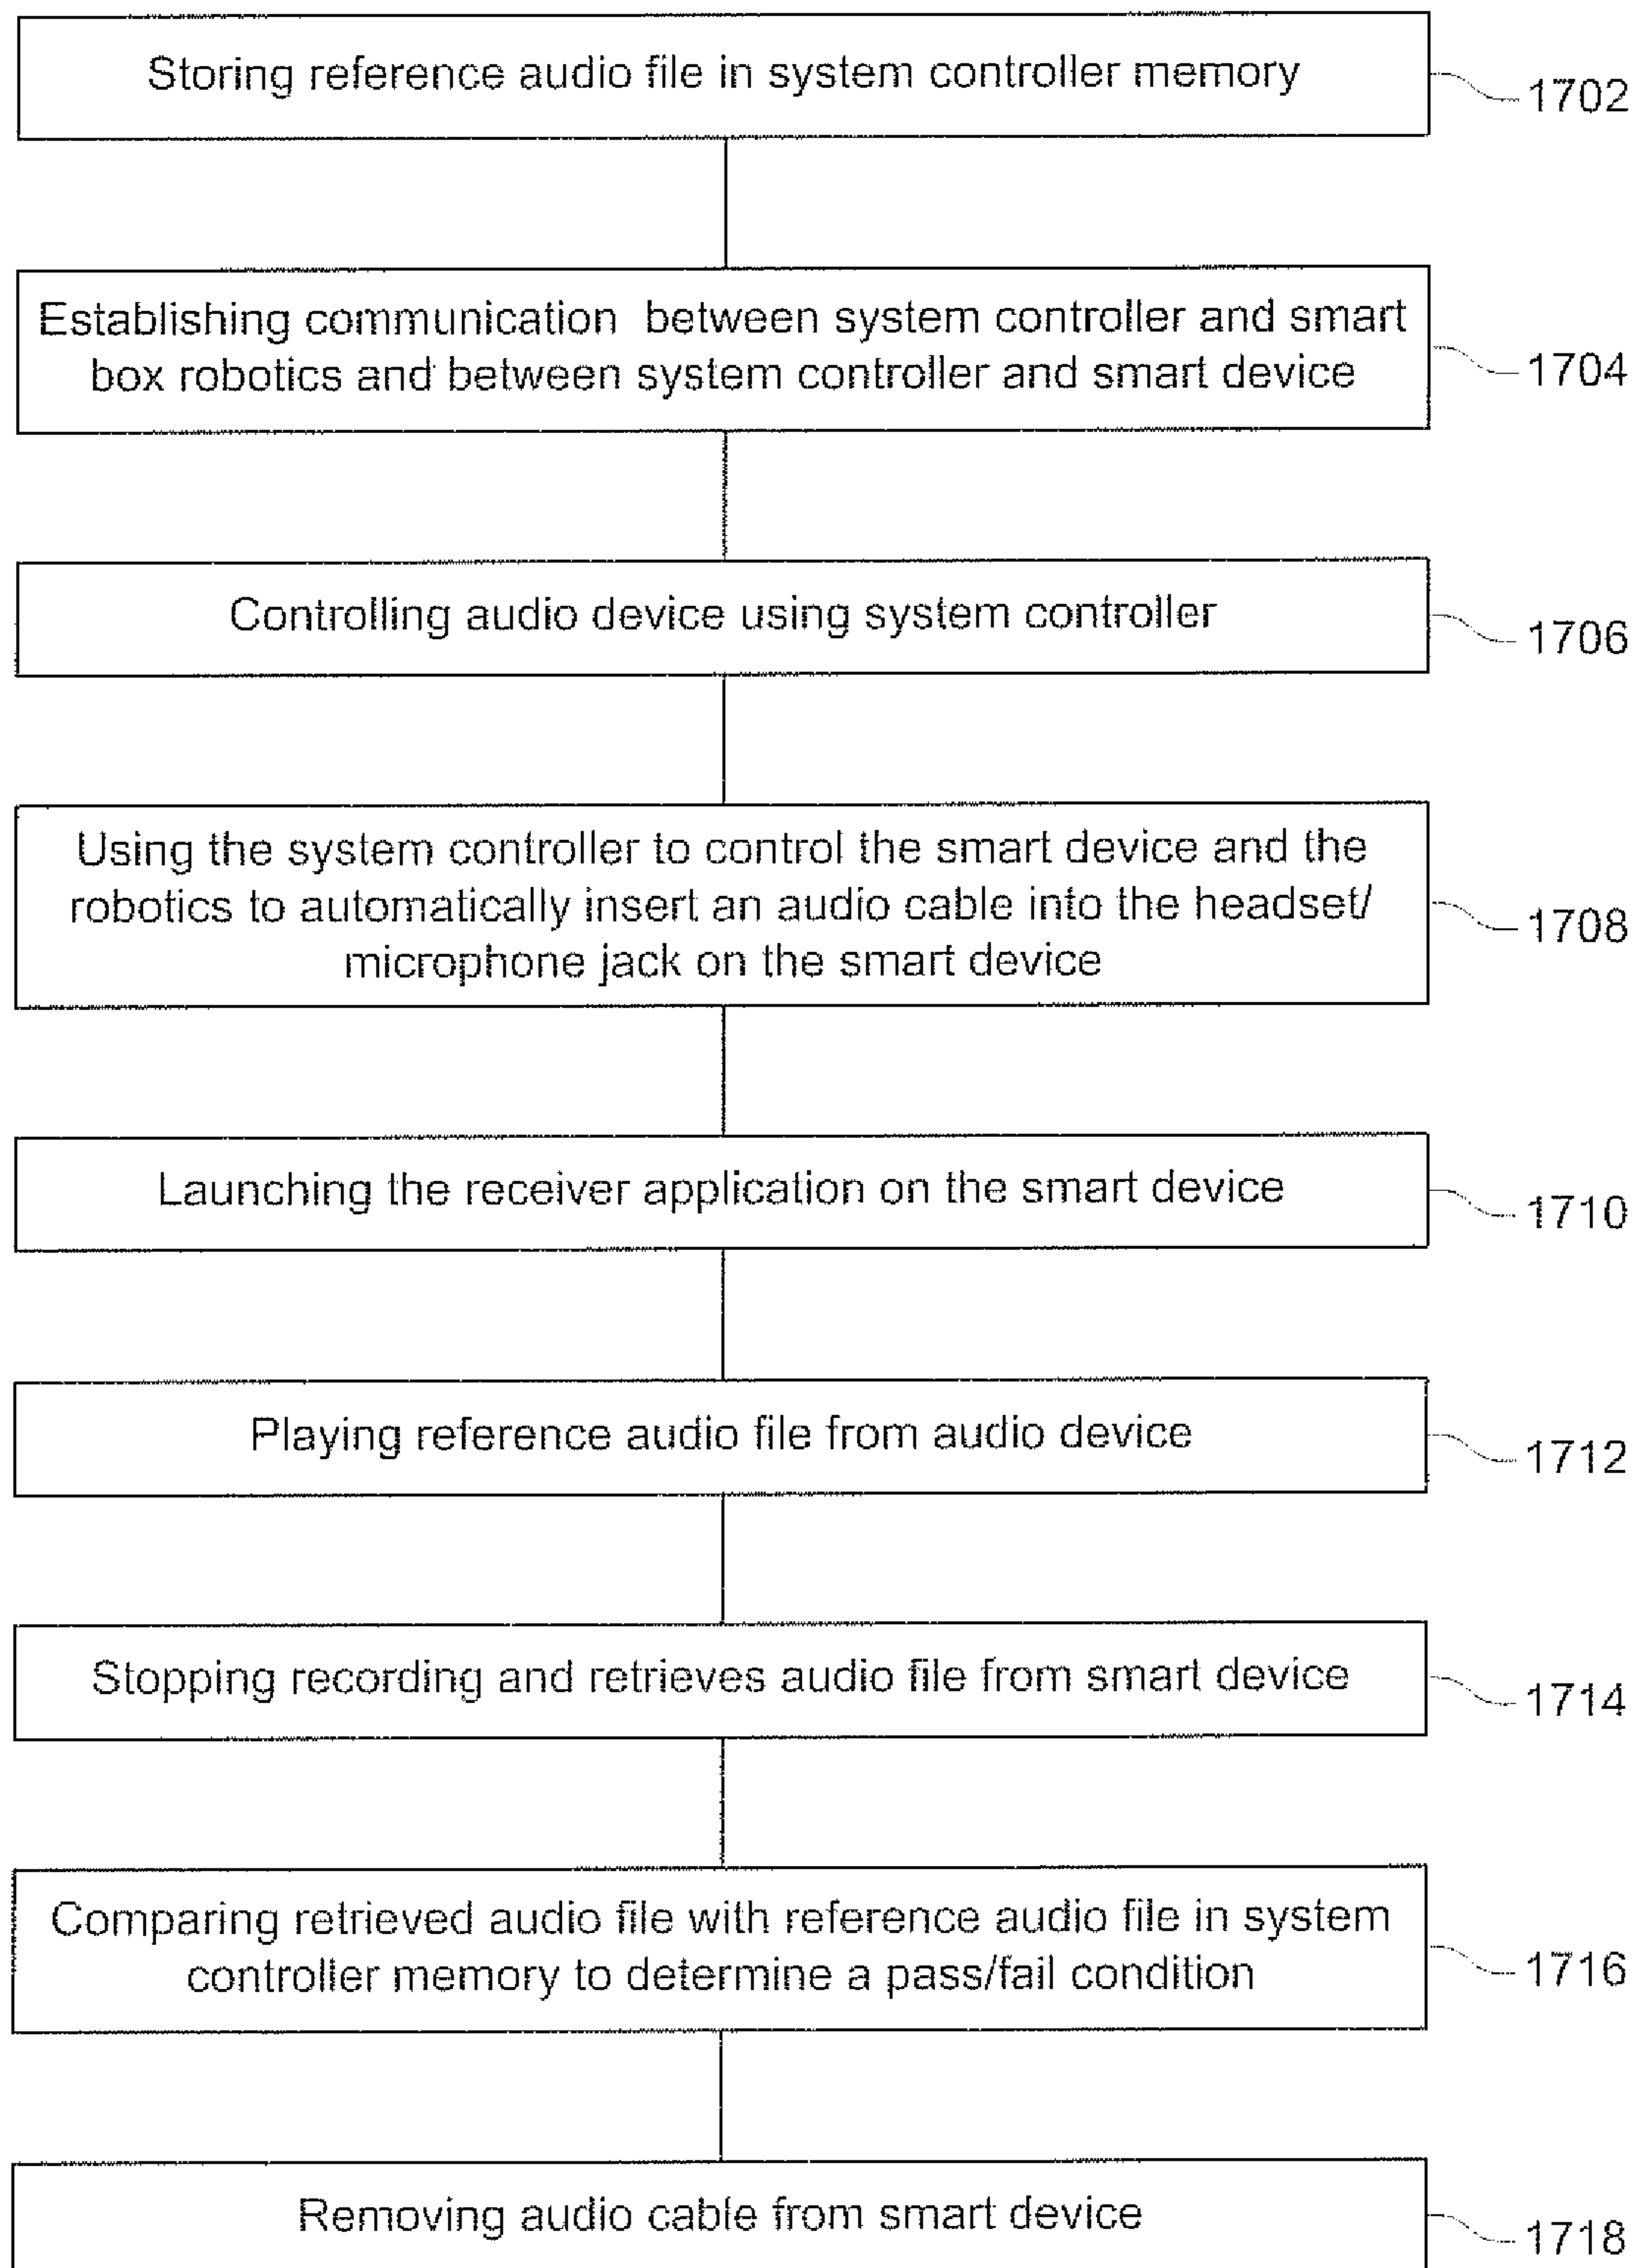 Storing reference audio file in system controller memory
1702
Establishing communication between system controller and smart
box robotics and between system controller and smart device
1704
Controlling audio device using system controller
1706
Using the system controller to control the smart device and the
robotics to automatically insert an audio cable into the headset/
microphone jack on the smart device
1708
Launching the receiver application on the smart device
1710
Playing reference audio file from audio device
1712
Stopping recording and retrieves audio file from smart device
1714
Comparing retrieved audio file with reference audio file in system
controller memory to determine a pass/fail condition
1716
Removing audio cable from smart device
1718